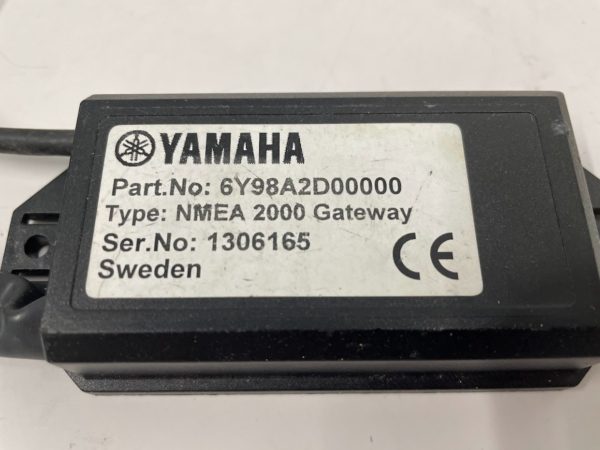 YAMAHA
Part.No: 6Y98A2D00000
Type: NMEA 2000 Gateway
Ser.No: 1306165
Sweden
CE